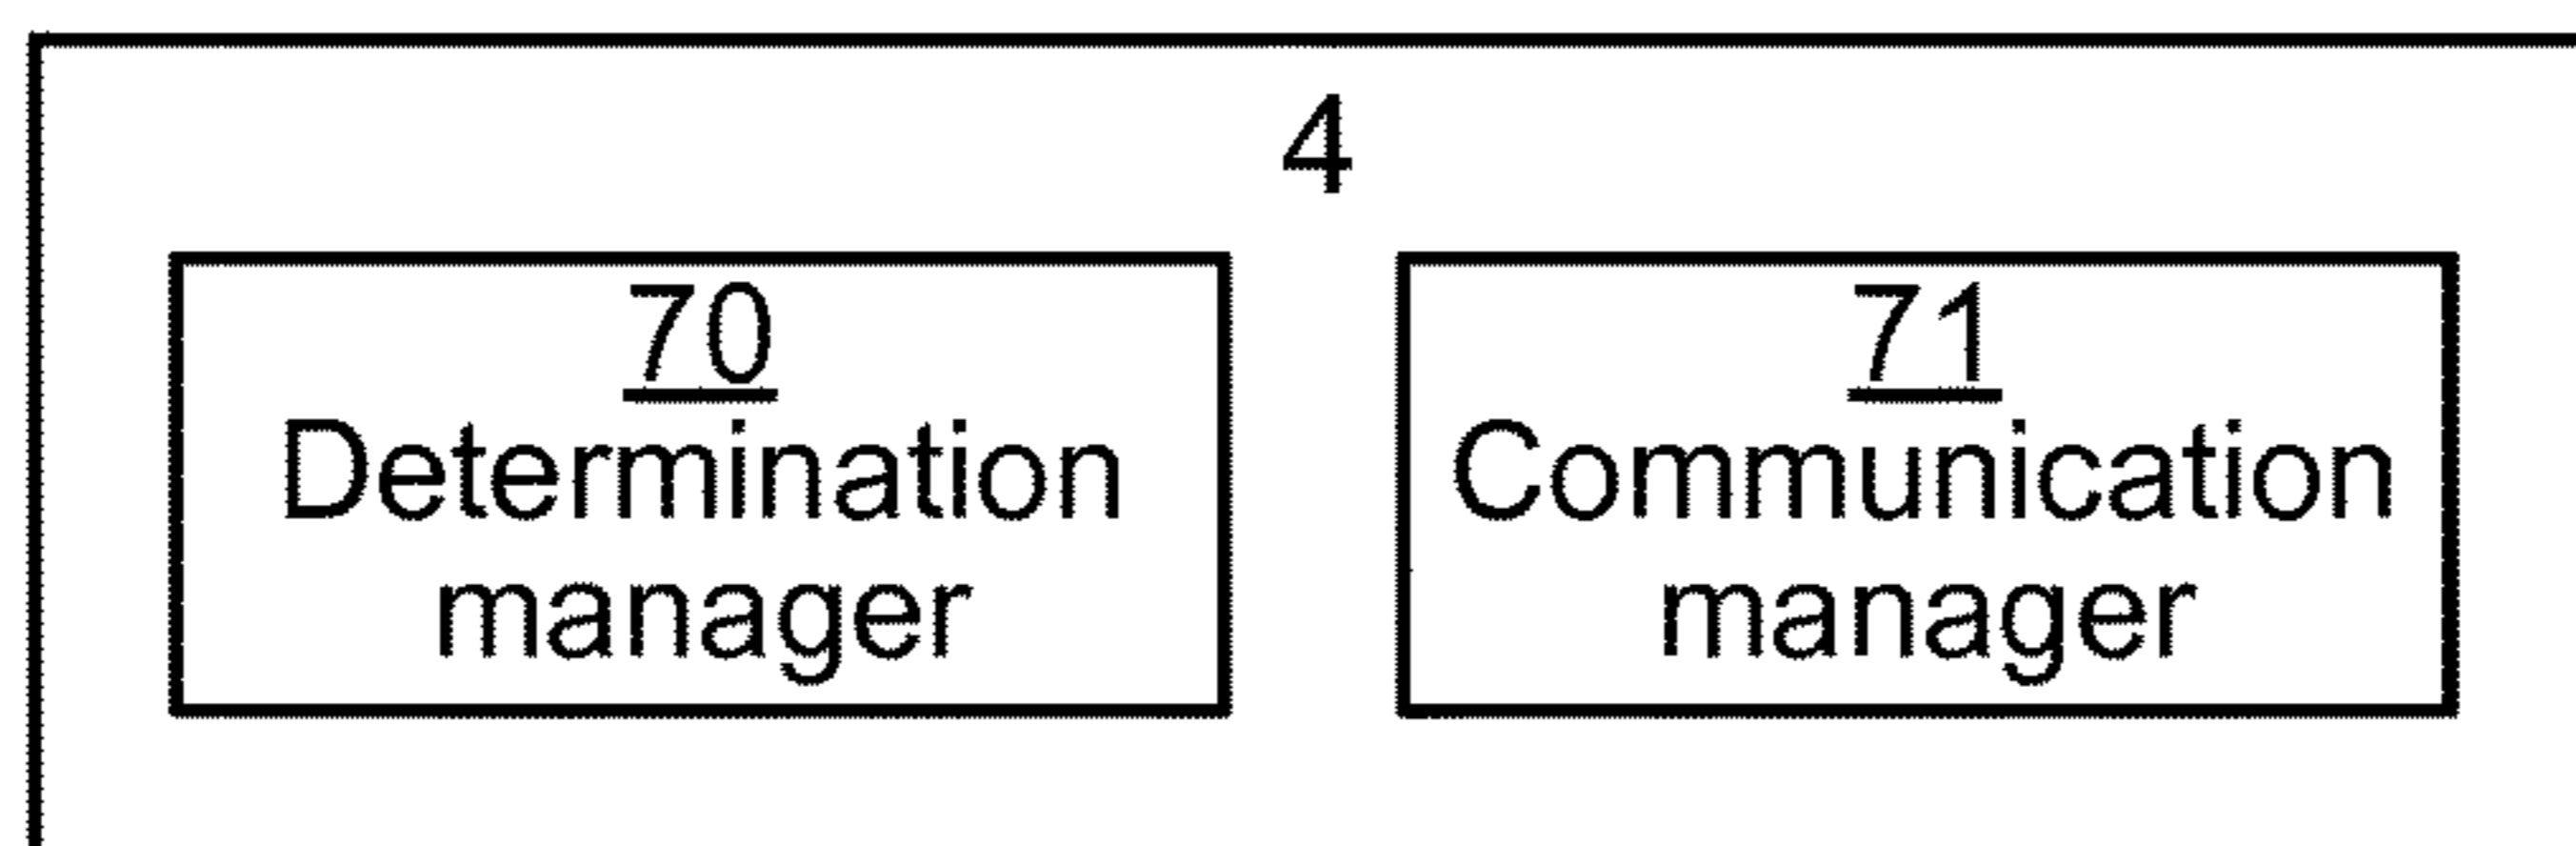 4
70
Determination
manager
71
Communication
manager